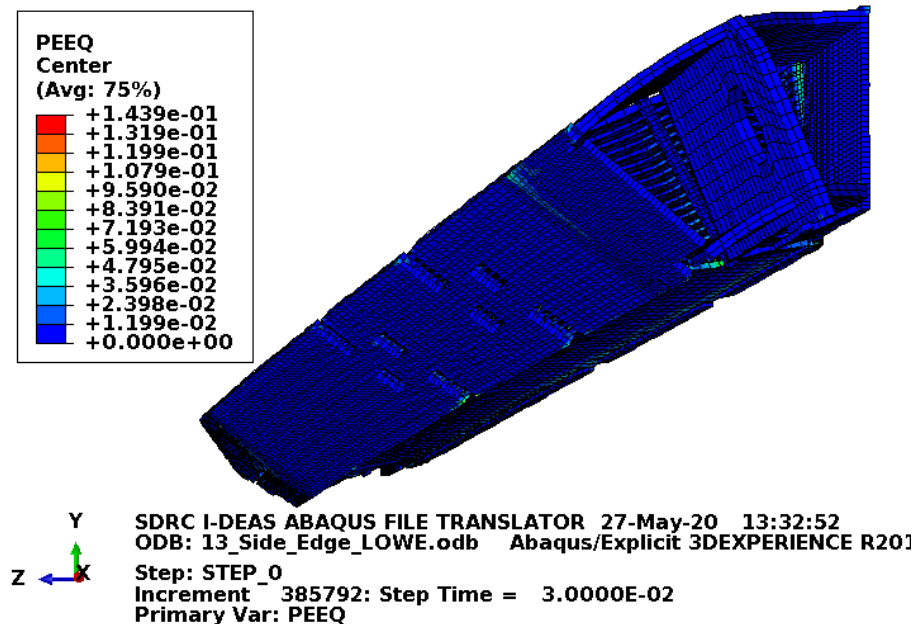 PEEQ
Center
(Avg: 75%)
+1.439e-01
+1.319e-01
+1.199e-01
+1.079e-01
+9.590e-02
+8.391e-02
+7.193e-02
+5.994e-02
+4.795e-02
+3.596e-02
+2.398e-02
+1.199e-02
+0.000e+00
Y
Z
X
SDRC I-DEAS ABAQUS FILE TRANSLATOR 27-May-20 13:32:52
ODB: 13_Side_Edge_LOWE.odb Abaqus/Explicit 3DEXPERIENCE R201
Step: STEP_0
Increment 385792: Step Time = 3.0000E-02
Primary Var: PEEQ